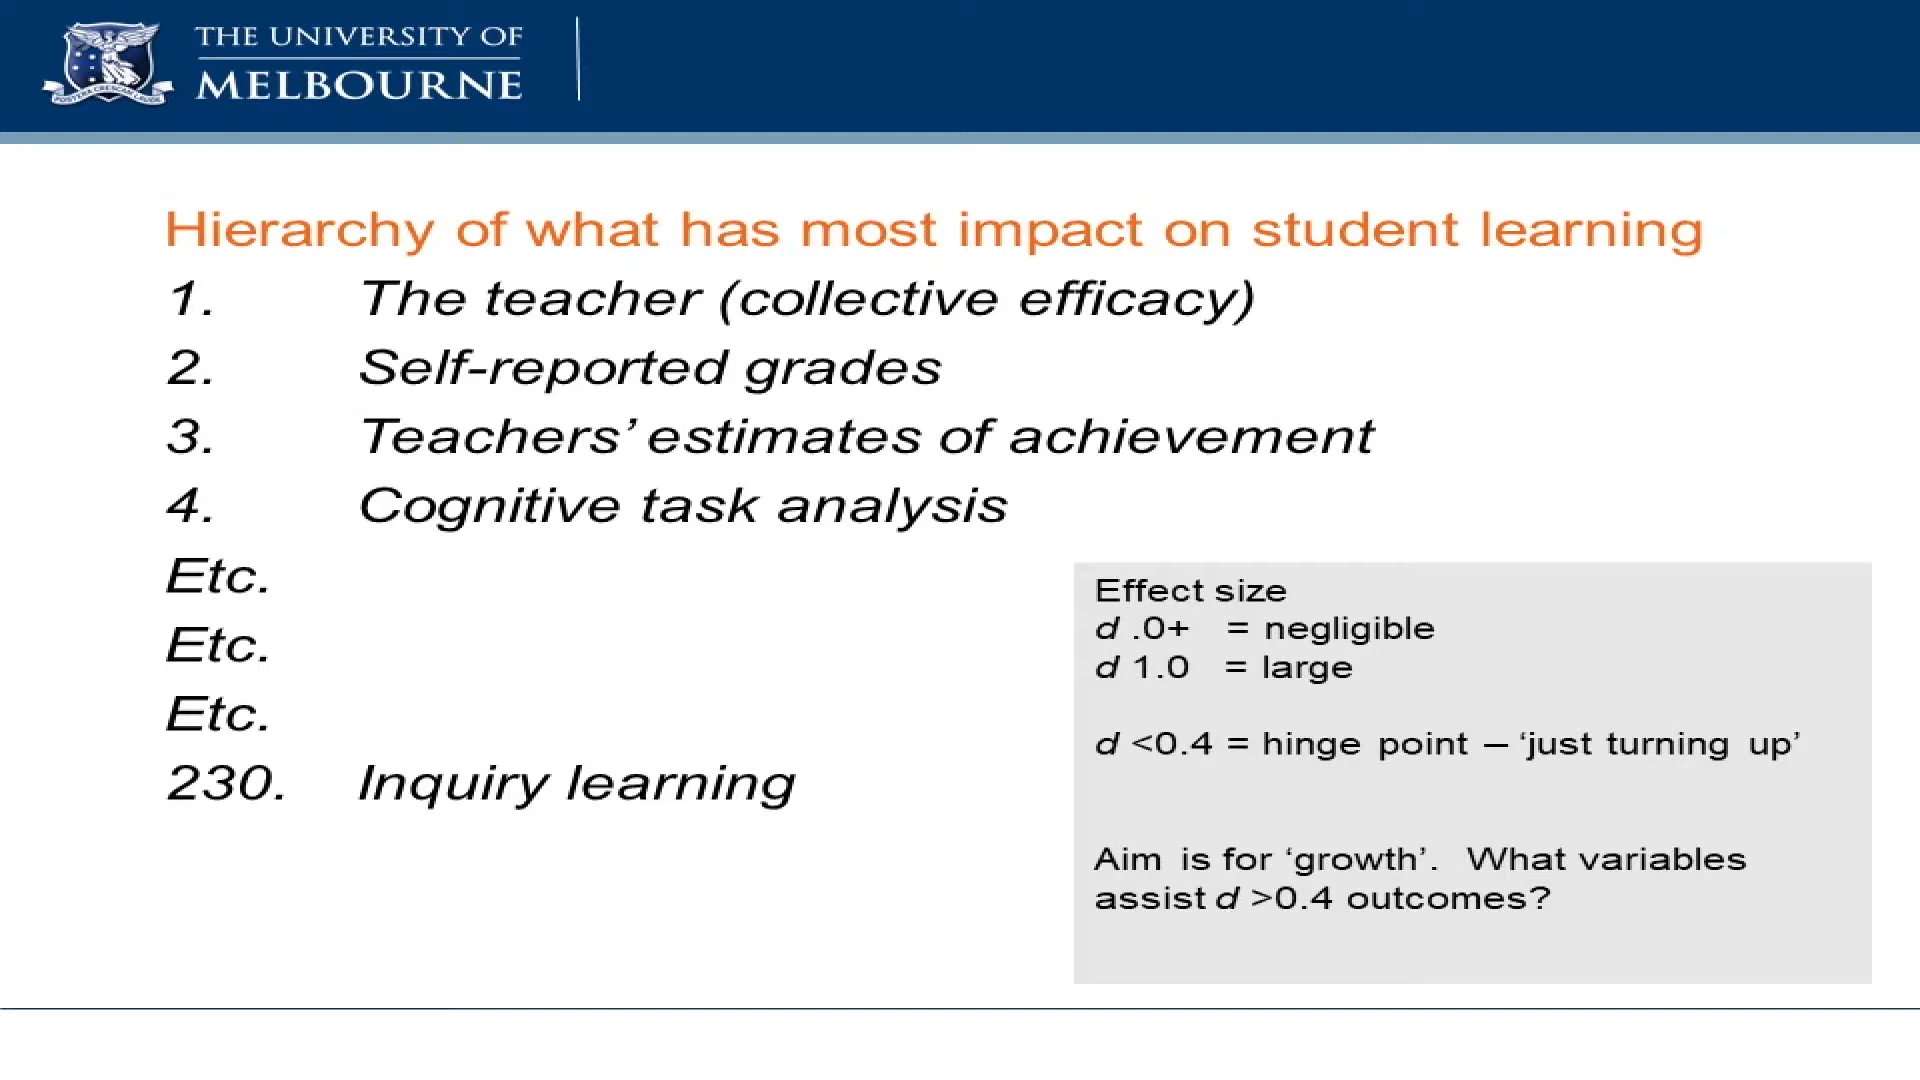 THE UNIVERSITY OF
MELBOURNE
Hierarchy of what has most impact on student learning
1. The teacher (collective efficacy)
2. Self-reported grades
3. Teachers’ estimates of achievement
4. Cognitive task analysis
Etc.
Etc.
Etc.
230. Inquiry learning
Effect size
d .0+ = negligible
d 1.0 = large
d <0.4 = hinge point – ‘just turning up’
Aim is for ‘growth’. What variables
assist d >0.4 outcomes?